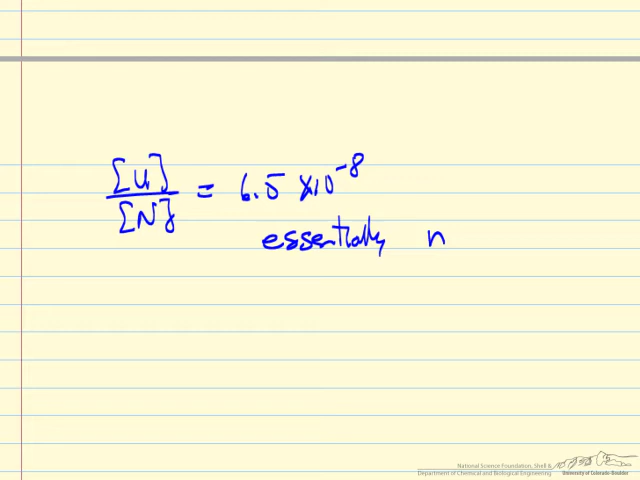 [U] / [N] = 6.5 x10^-8
essentially n
National Science Foundation, Shell &
Department of Chemical and Biological Engineering
University of Colorado-Boulder